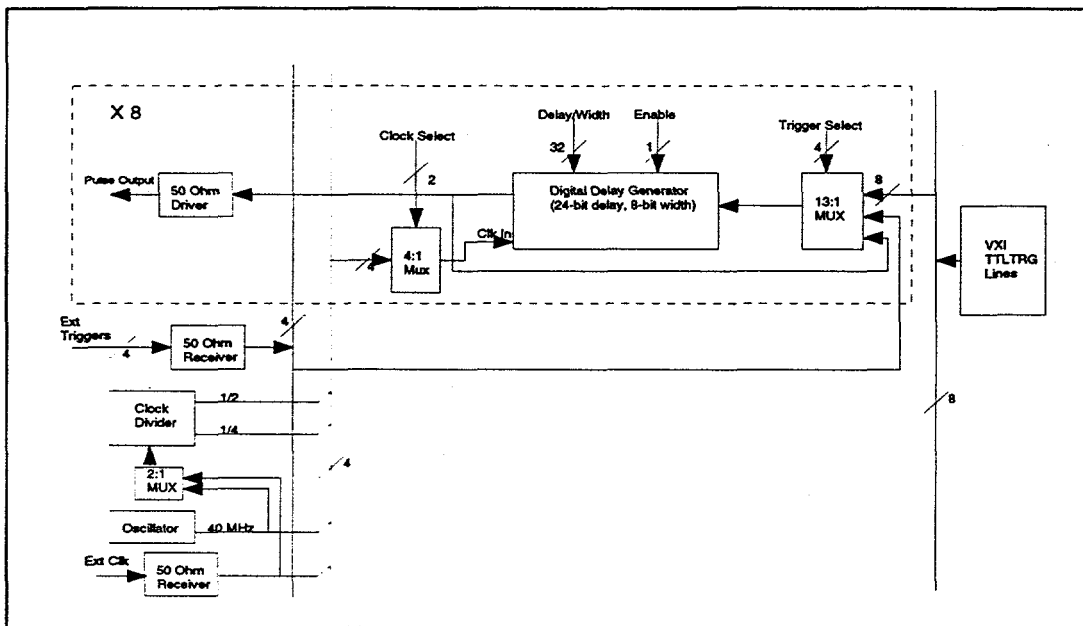 X 8
Delay/Width
Enable
Clock Select
Trigger Select
32
1
4
2
8
Pulse Output
50 Ohm
Driver
Digital Delay Generator
(24-bit delay, 8-bit width)
13:1
MUX
Clk In
4
4:1
Mux
VXI
TTLTRG
Lines
Ext
Triggers
4
50 Ohm
Receiver
4
Clock
Divider
1/2
1/4
8
4
2:1
MUX
Oscillator
40 MHz
Ext Clk
50 Ohm
Receiver